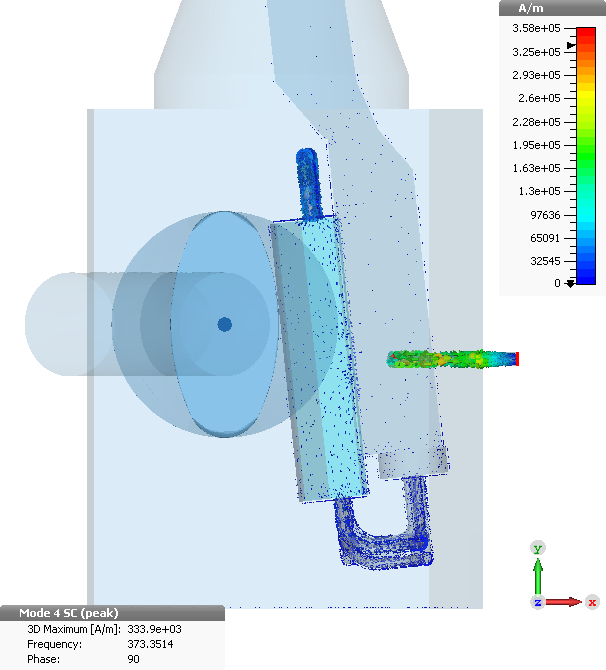 A/m
3.58e+05
3.25e+05
2.93e+05
2.6e+05
2.28e+05
1.95e+05
1.63e+05
1.3e+05
97636
65091
32545
0
y
z
x
Mode 4 SC (peak)
3D Maximum [A/m]: 333.9e+03
Frequency: 373.3514
Phase: 90